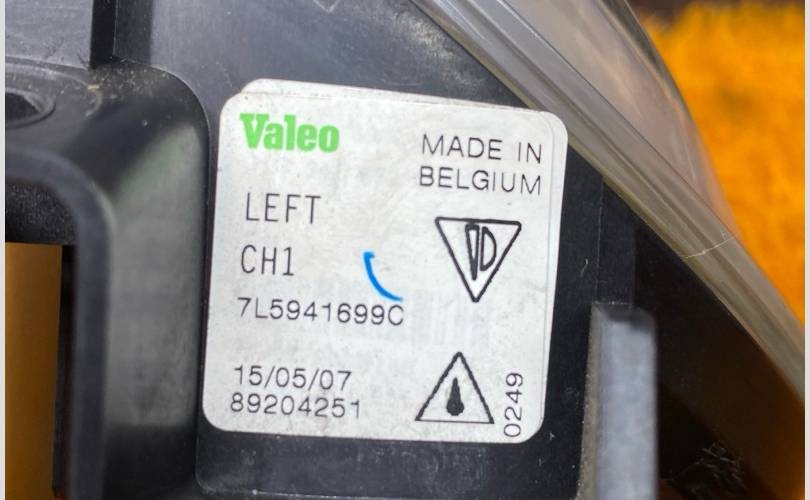 Valeo
MADE IN
BELGIUM
LEFT
CH1
7L5941699C
15/05/07
89204251
0249